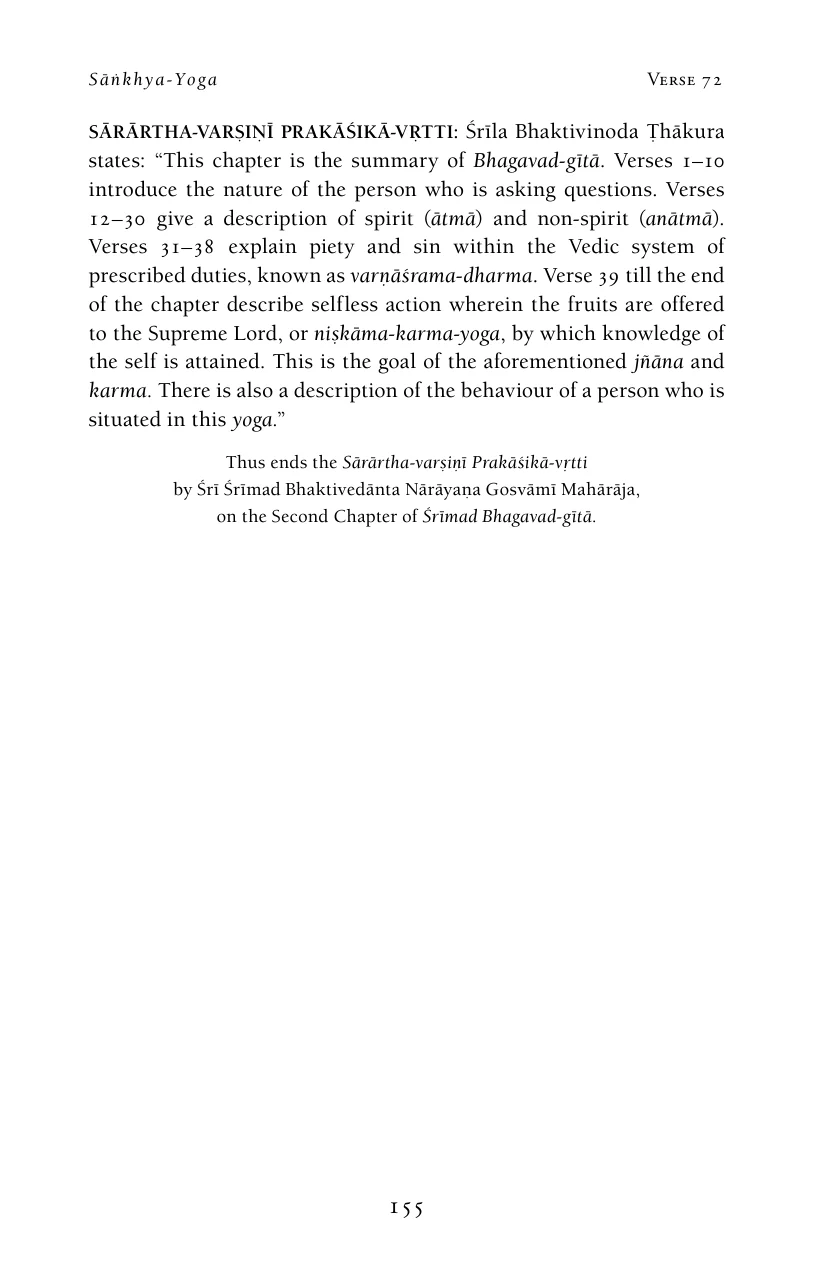 Sāṅkhya-Yoga Verse 72
SĀRĀRTHA-VARṢIṆĪ PRAKĀŚIKĀ-VṚTTI: Śrīla Bhaktivinoda Ṭhākura
states: “This chapter is the summary of Bhagavad-gītā. Verses 1–10
introduce the nature of the person who is asking questions. Verses
12–30 give a description of spirit (ātmā) and non-spirit (anātmā).
Verses 31–38 explain piety and sin within the Vedic system of
prescribed duties, known as varṇāśrama-dharma. Verse 39 till the end
of the chapter describe selfless action wherein the fruits are offered
to the Supreme Lord, or niṣkāma-karma-yoga, by which knowledge of
the self is attained. This is the goal of the aforementioned jñāna and
karma. There is also a description of the behaviour of a person who is
situated in this yoga.”
Thus ends the Sārārtha-varṣiṇī Prakāśikā-vṛtti
by Śrī Śrīmad Bhaktivedānta Nārāyaṇa Gosvāmī Mahārāja,
on the Second Chapter of Śrīmad Bhagavad-gītā.
155